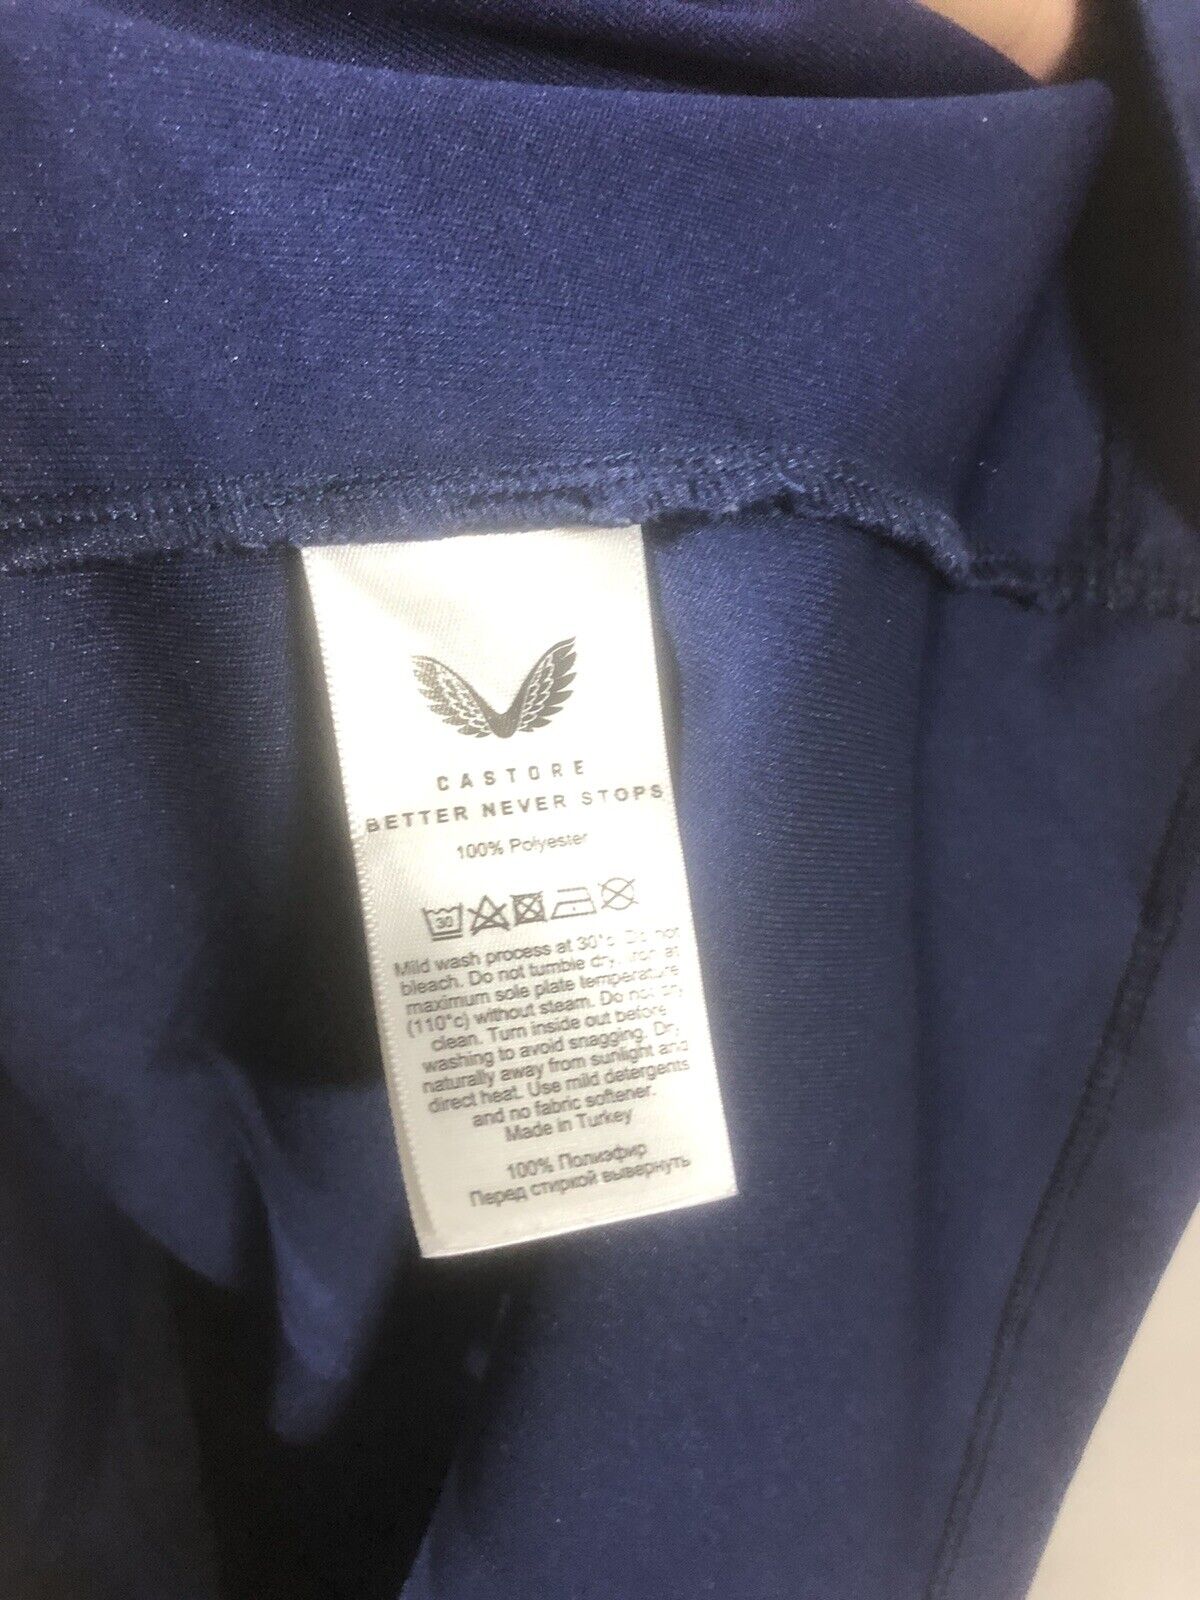 CASTORE
BETTER NEVER STOPS
100% Polyester
30
Mild wash process at 30°c Do not
bleach. Do not tumble dry, iron at
maximum sole plate temperature
(110°c) without steam. Do not dry
clean. Turn inside out before
washing to avoid snagging. Dry
naturally away from sunlight and
direct heat. Use mild detergents
and no fabric softener.
Made in Turkey
100% Полиэфир
Перед стиркой вывернуть